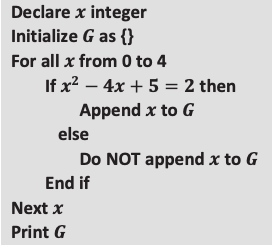 Declare x integer
Initialize G as {}
For all x from 0 to 4
If x² − 4x + 5 = 2 then
Append x to G
else
Do NOT append x to G
End if
Next x
Print G